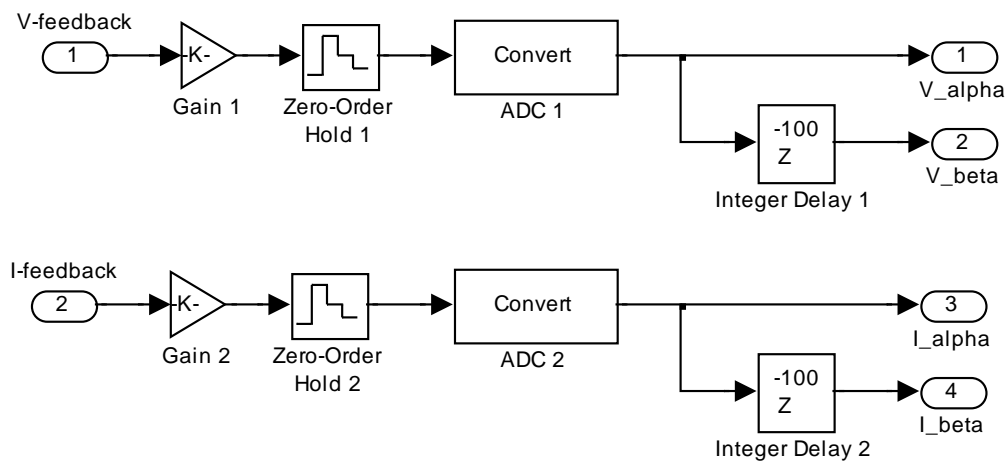 V-feedback
1
-K-
Gain 1
Zero-Order
Hold 1
Convert
ADC 1
1
V_alpha
-100
Z
Integer Delay 1
2
V_beta
I-feedback
2
-K-
Gain 2
Zero-Order
Hold 2
Convert
ADC 2
3
I_alpha
-100
Z
Integer Delay 2
4
I_beta